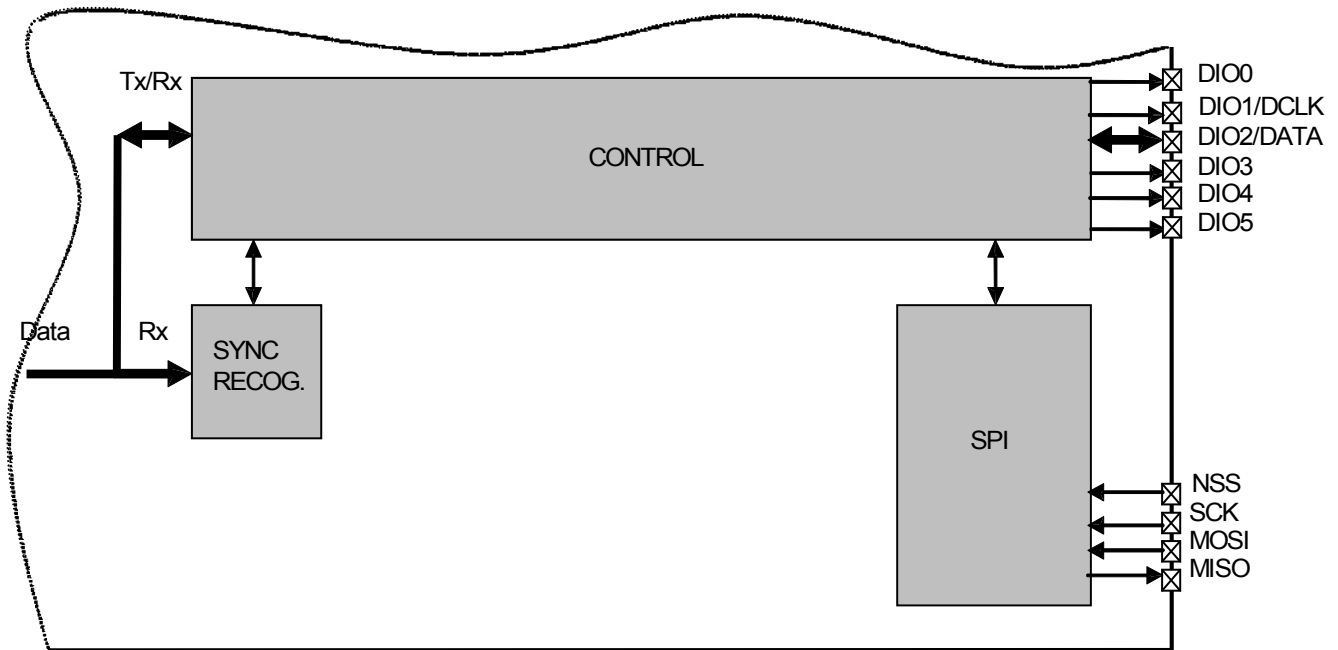 Tx/Rx
CONTROL
DIO0
DIO1/DCLK
DIO2/DATA
DIO3
DIO4
DIO5
Data
Rx
SYNC
RECOG.
SPI
NSS
SCK
MOSI
MISO